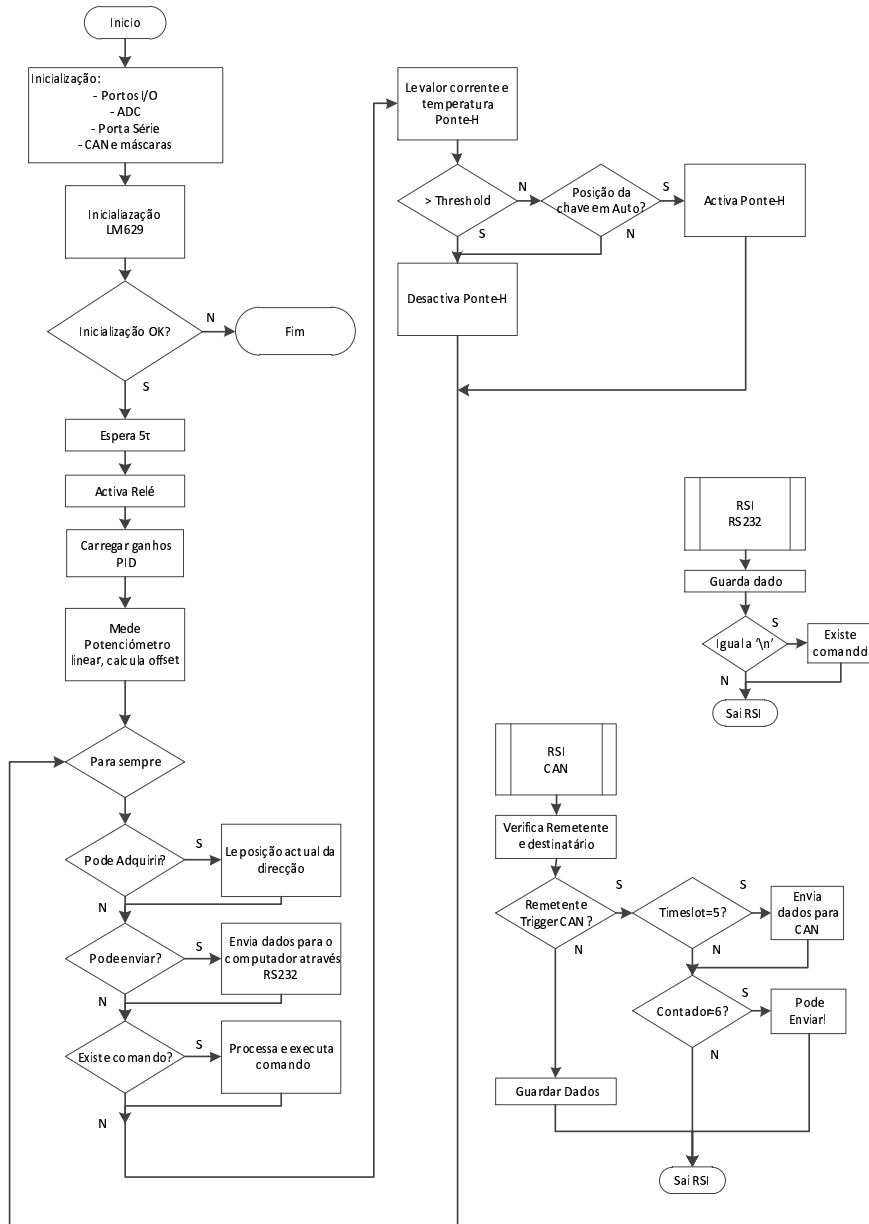 Inicio
Inicialização:
- Portos I/O
- ADC
- Porta Série
- CAN e máscaras
Inicialiazação
LM629
Inicialização OK?
N
Fim
S
Espera 5τ
Activa Relé
Carregar ganhos
PID
Mede
Potenciómetro
linear, calcula offset
Para sempre
Pode Adquirir?
S
Le posição actual da
direcção
N
Pode enviar?
S
Envia dados para o
computador através
RS232
N
Existe comando?
S
Processa e executa
comando
N
Le valor corrente e
temperatura
Ponte-H
> Threshold
N
Posição da
chave em Auto?
S
Activa Ponte-H
S
N
Desactiva Ponte-H
RSI
RS232
Guarda dado
Igual a ‘\n’
S
Existe
comando
N
Sai RSI
RSI
CAN
Verifica Remetente
e destinatário
Remetente
Trigger CAN ?
S
Timeslot=5?
S
Envia
dados para
CAN
N
N
Contador=6?
S
Pode
Enviar!
N
Guardar Dados
Sai RSI